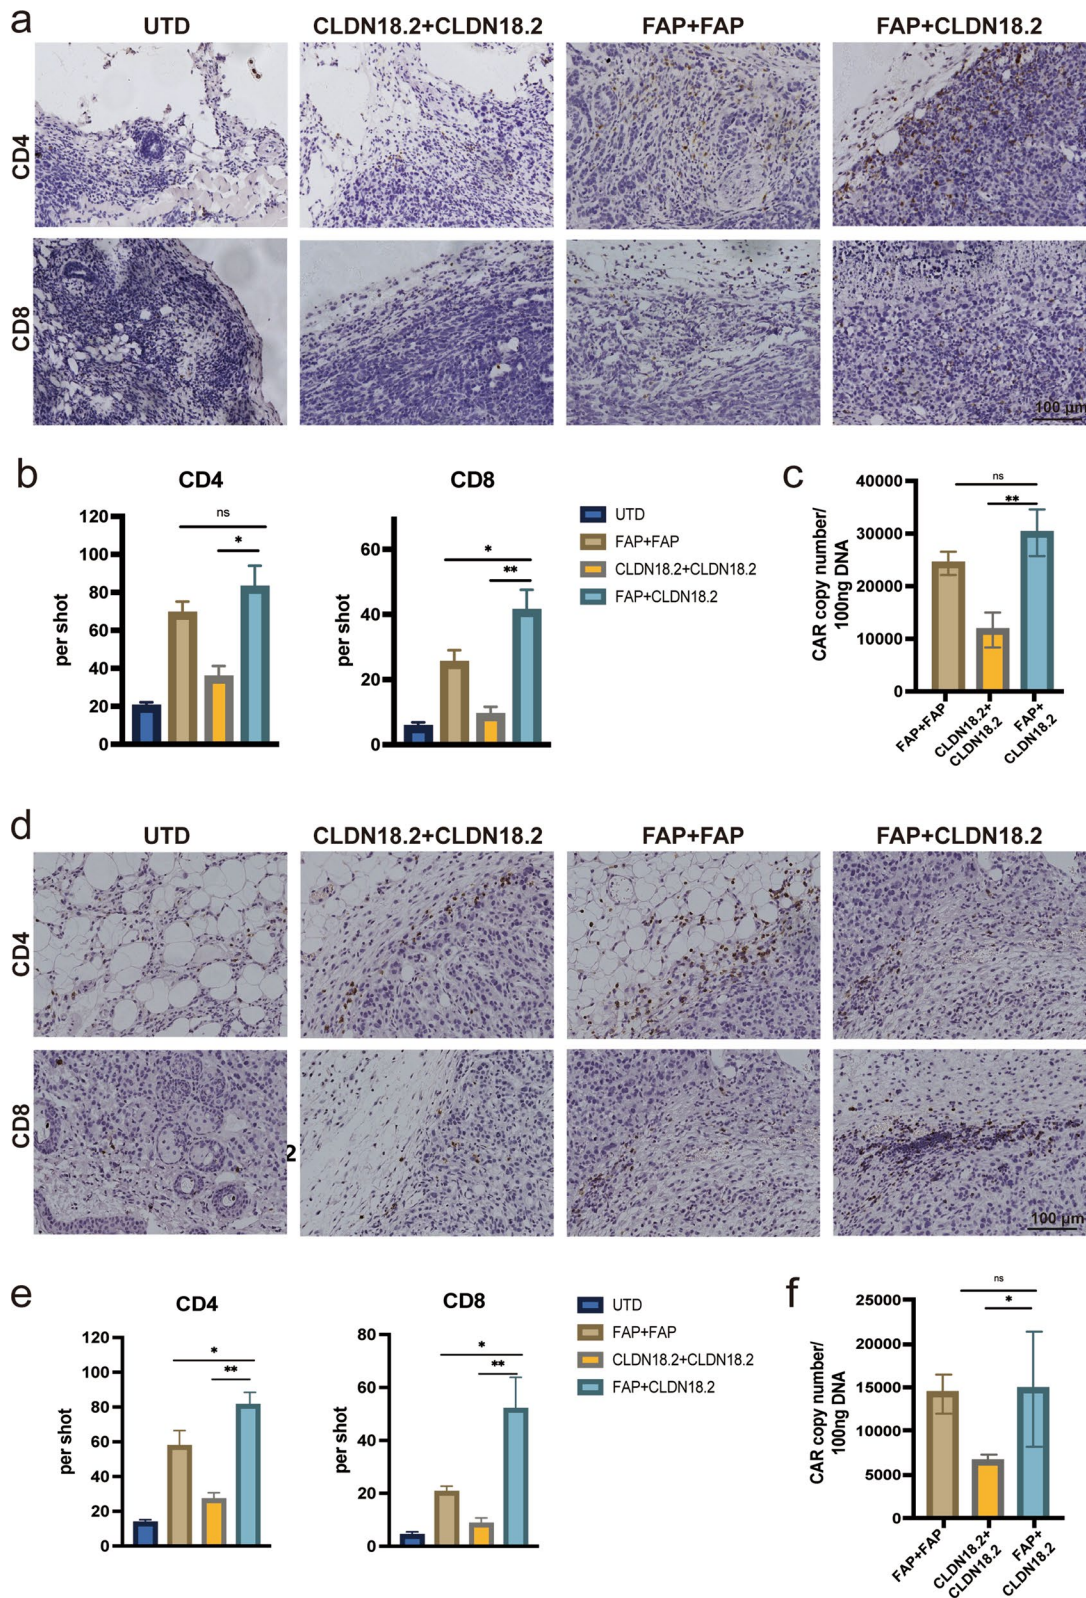 a
UTD
CLDN18.2+CLDN18.2
FAP+FAP
FAP+CLDN18.2
CD4
CD8
100 μm
b
CD4
per shot
120
100
80
60
40
20
0
ns
*
CD8
per shot
60
40
20
0
*
**
UTD
FAP+FAP
CLDN18.2+CLDN18.2
FAP+CLDN18.2
c
CAR copy number/
100ng DNA
40000
30000
20000
10000
0
ns
**
FAP+FAP
CLDN18.2+
CLDN18.2
FAP+
CLDN18.2
d
UTD
CLDN18.2+CLDN18.2
FAP+FAP
FAP+CLDN18.2
CD4
CD8
2
100 μm
e
CD4
per shot
120
100
80
60
40
20
0
*
**
CD8
per shot
80
60
40
20
0
*
**
UTD
FAP+FAP
CLDN18.2+CLDN18.2
FAP+CLDN18.2
f
CAR copy number/
100ng DNA
25000
20000
15000
10000
5000
0
ns
*
FAP+FAP
CLDN18.2+
CLDN18.2
FAP+
CLDN18.2